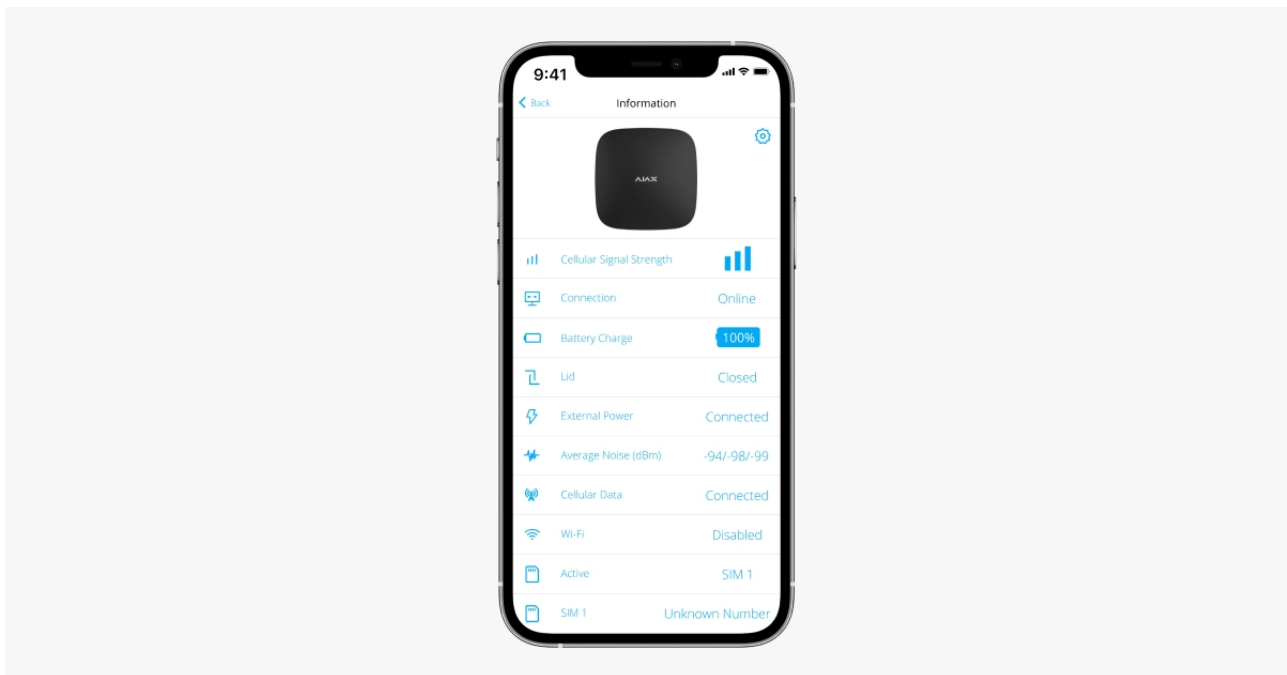 9:41
Back
Information
AJAX
Cellular Signal Strength
Connection Online
Battery Charge 100%
Lid Closed
External Power Connected
Average Noise (dBm) -94/-98/-99
Cellular Data Connected
Wi-Fi Disabled
Active SIM 1
SIM 1 Unknown Number